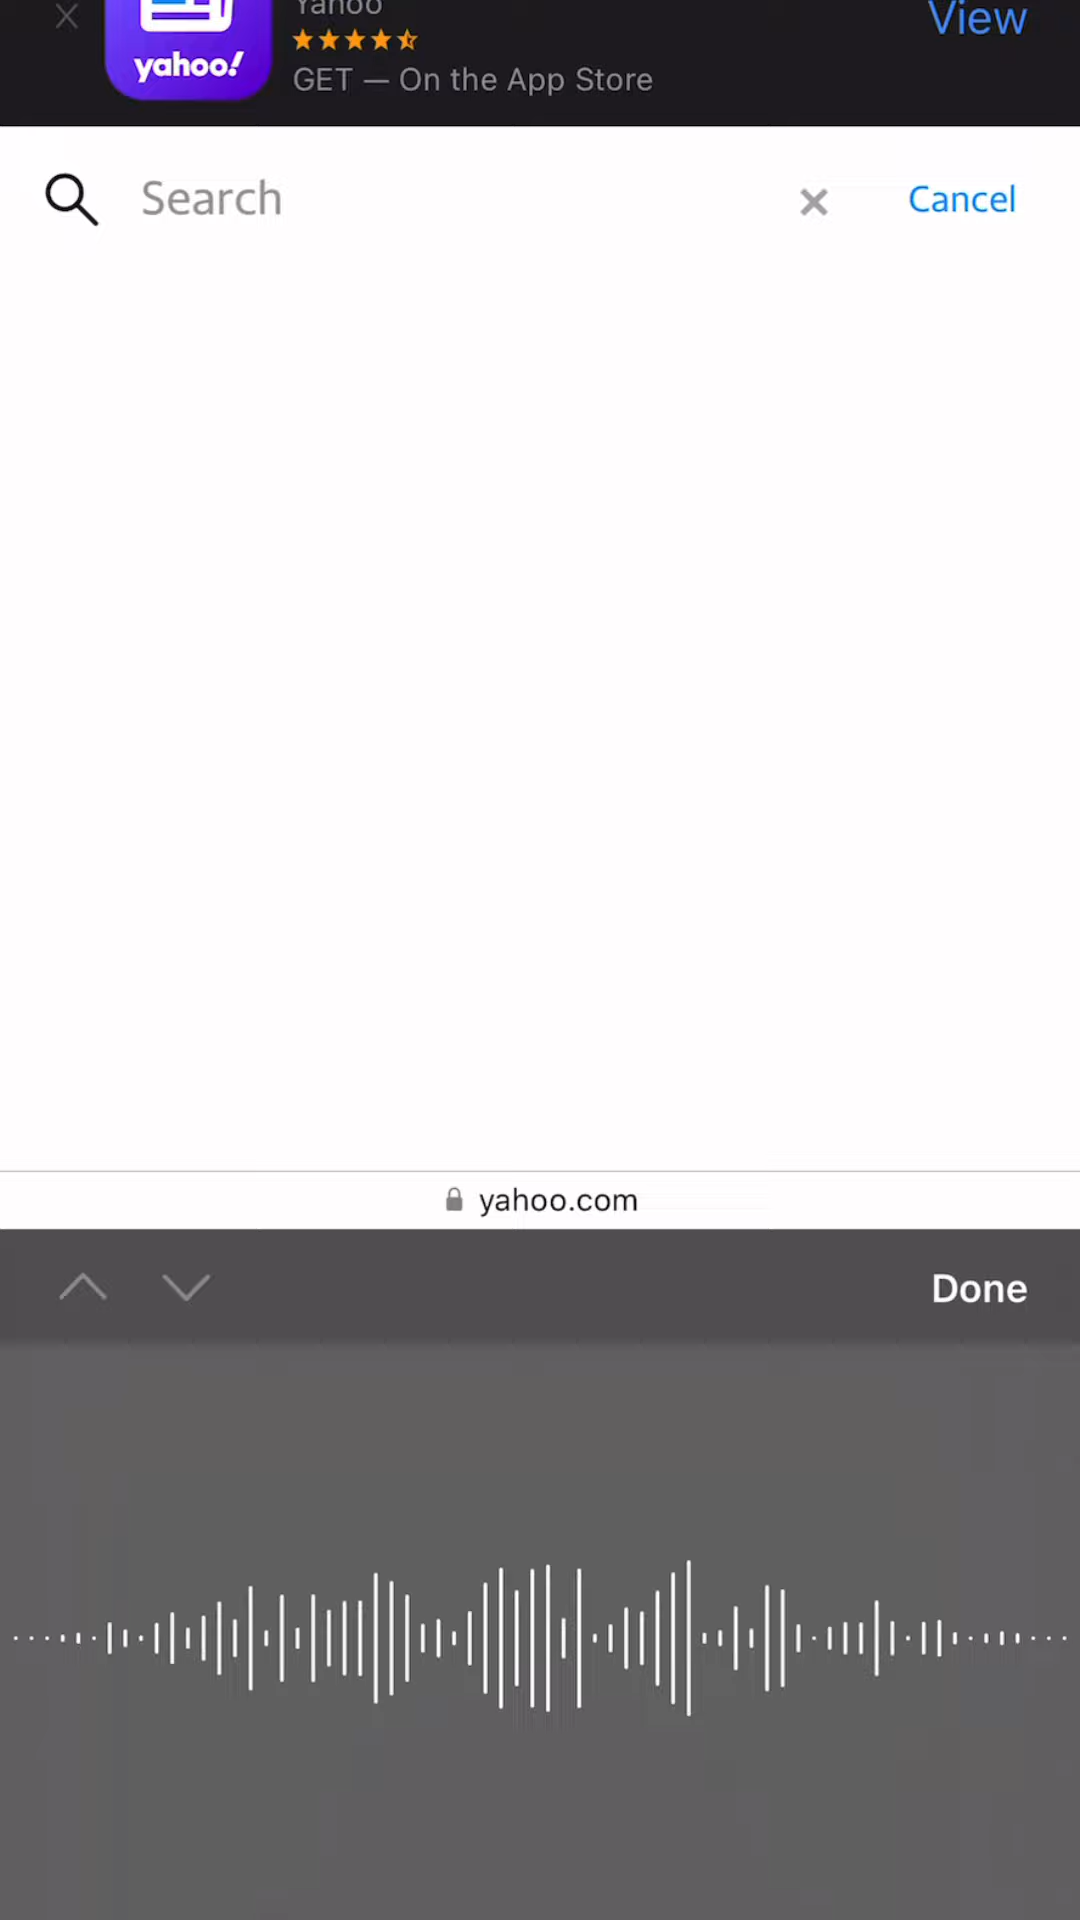 Yahoo
View
yahoo!
GET — On the App Store
Search
Cancel
yahoo.com
Done